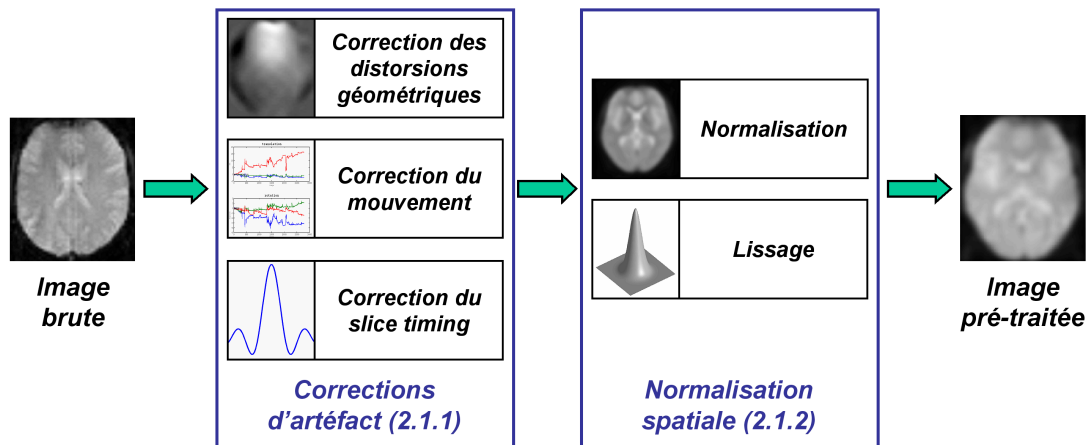 Image
brute
Correction des
distorsions
géométriques
Correction du
mouvement
Correction du
slice timing
Corrections
d'artéfact (2.1.1)
Normalisation
Lissage
Normalisation
spatiale (2.1.2)
Image
pré-traitée